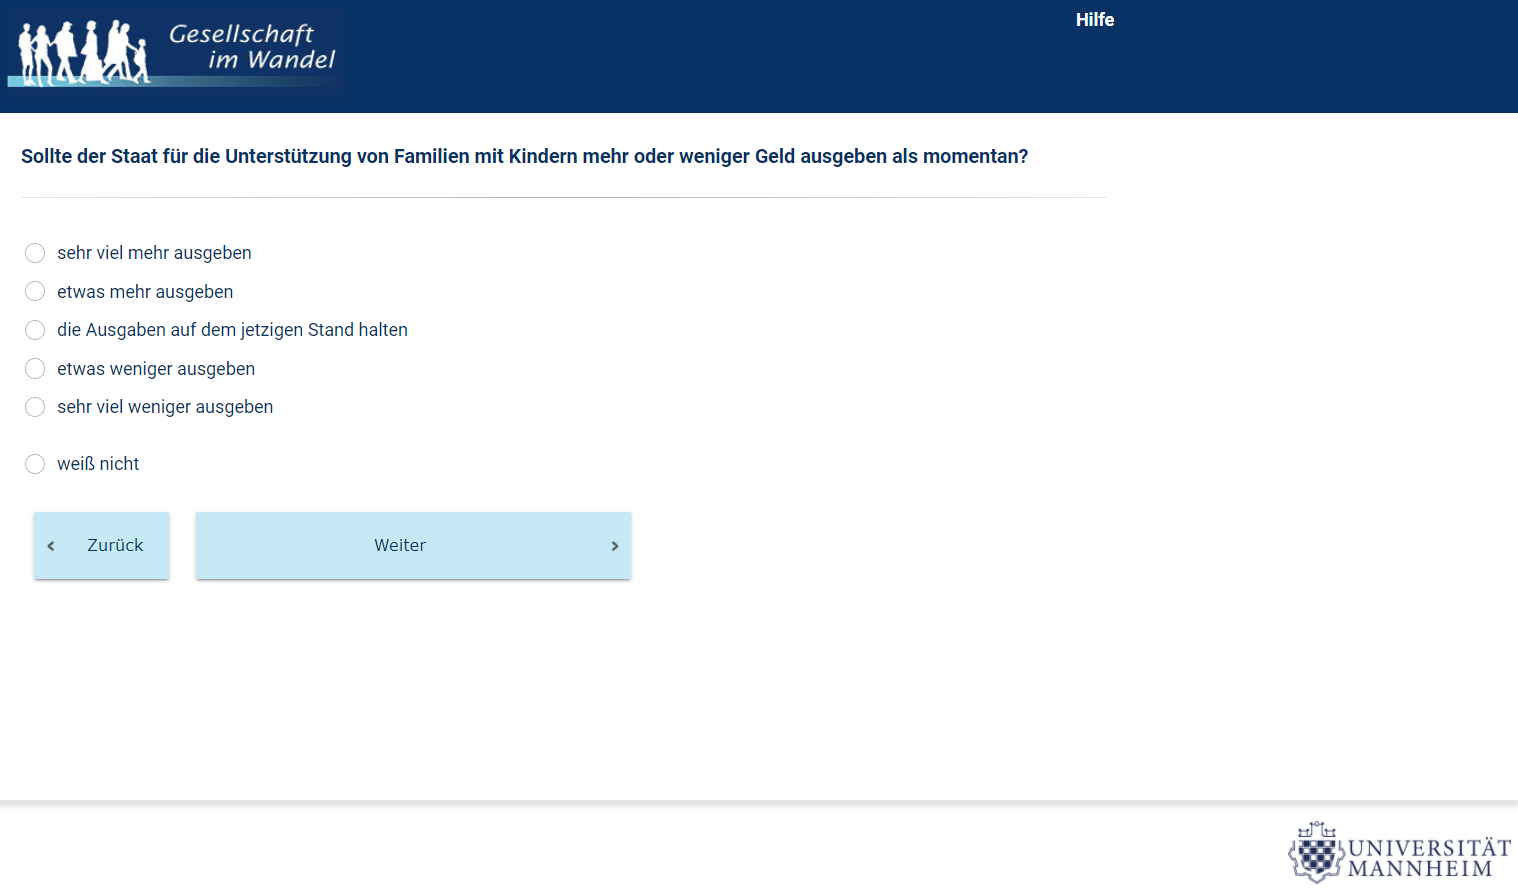 Gesellschaft
im Wandel
Hilfe
Sollte der Staat für die Unterstützung von Familien mit Kindern mehr oder weniger Geld ausgeben als momentan?
sehr viel mehr ausgeben
etwas mehr ausgeben
die Ausgaben auf dem jetzigen Stand halten
etwas weniger ausgeben
sehr viel weniger ausgeben
weiß nicht
Zurück
Weiter
UNIVERSITÄT
MANNHEIM